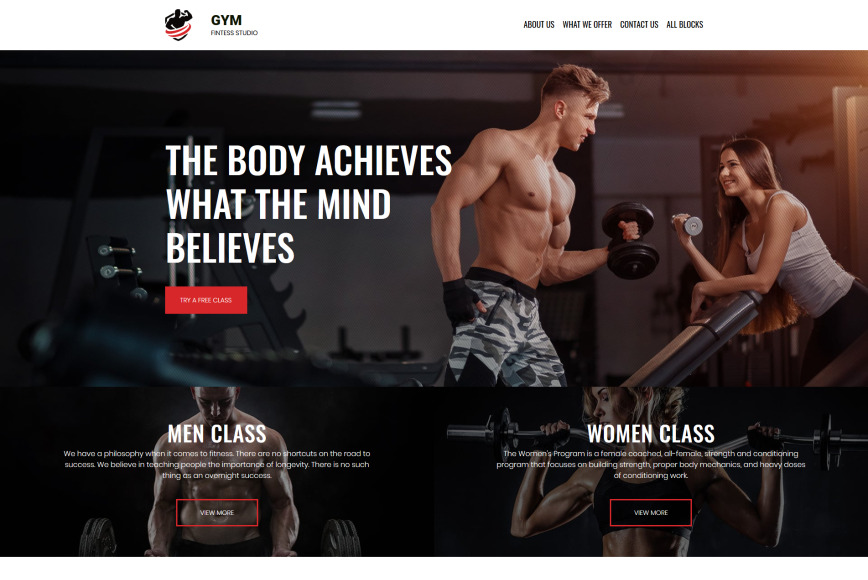 GYM
FINTESS STUDIO
ABOUT US WHAT WE OFFER CONTACT US ALL BLOCKS
THE BODY ACHIEVES
WHAT THE MIND
BELIEVES
TRY A FREE CLASS
MEN CLASS
We have a philosophy when it comes to fitness. There are no shortcuts on the road to
success. We believe in teaching people the importance of longevity. There is no such
thing as an overnight success.
VIEW MORE
WOMEN CLASS
The Women's Program is a female coached, all-female, strength and conditioning
program that focuses on building strength, proper body mechanics, and heavy doses
of conditioning work.
VIEW MORE